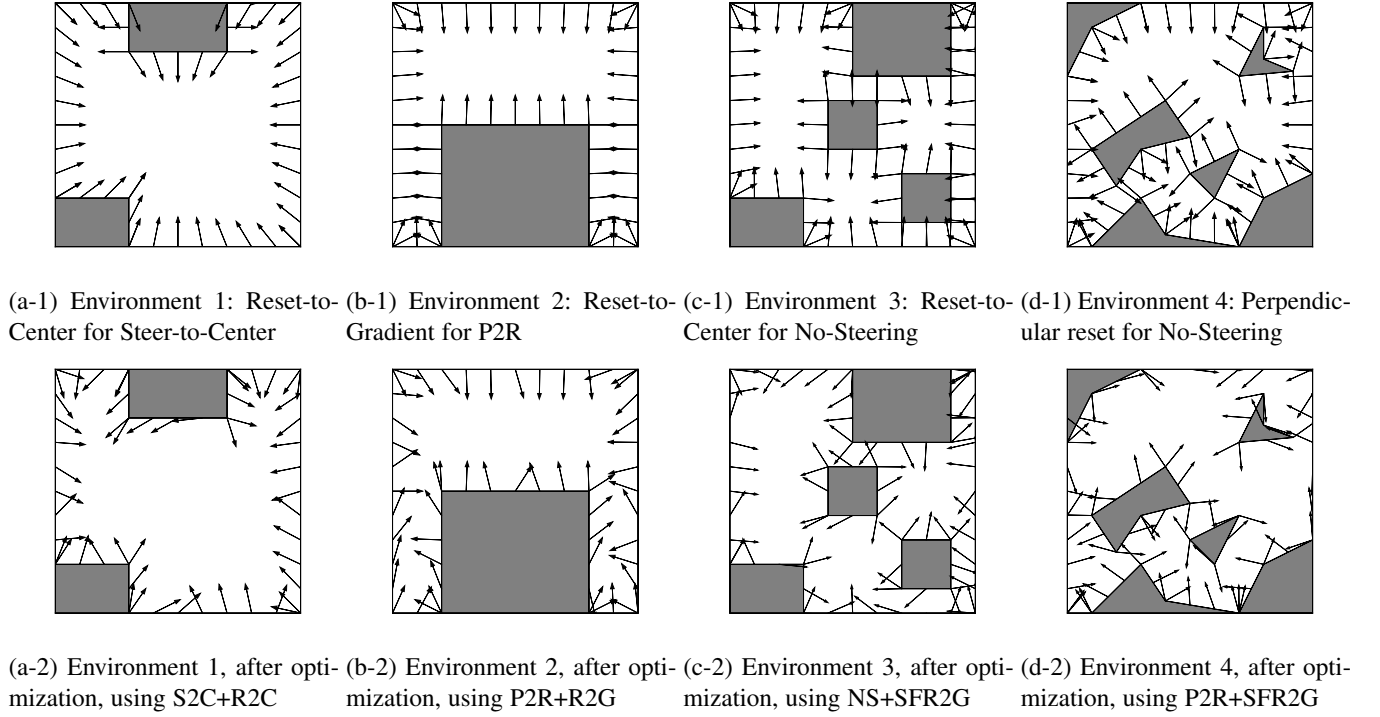 (a-1) Environment 1: Reset-to-
Center for Steer-to-Center
(b-1) Environment 2: Reset-to-
Gradient for P2R
(c-1) Environment 3: Reset-to-
Center for No-Steering
(d-1) Environment 4: Perpendic-
ular reset for No-Steering
(a-2) Environment 1, after opti-
mization, using S2C+R2C
(b-2) Environment 2, after opti-
mization, using P2R+R2G
(c-2) Environment 3, after opti-
mization, using NS+SFR2G
(d-2) Environment 4, after opti-
mization, using P2R+SFR2G